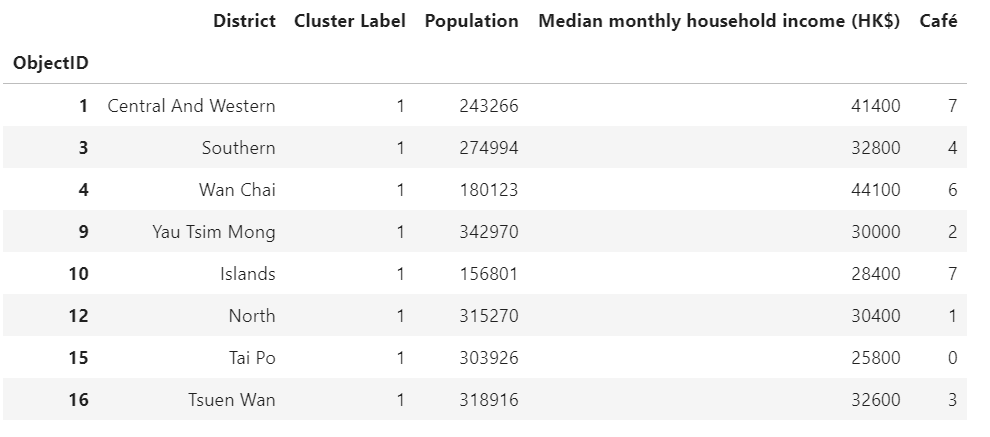 District Cluster Label Population Median monthly household income (HK$) Café
ObjectID
1 Central And Western 1 243266 41400 7
3 Southern 1 274994 32800 4
4 Wan Chai 1 180123 44100 6
9 Yau Tsim Mong 1 342970 30000 2
10 Islands 1 156801 28400 7
12 North 1 315270 30400 1
15 Tai Po 1 303926 25800 0
16 Tsuen Wan 1 318916 32600 3